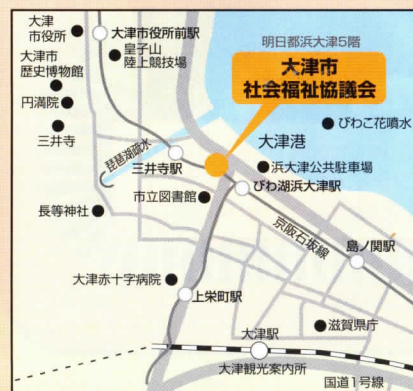 大津
市役所
大津市役所前駅
皇子山
陸上競技場
大津市
歴史博物館
円満院
三井寺
琵琶湖疏水
三井寺駅
明日都浜大津5階
大津市
社会福祉協議会
大津港
びわこ花噴水
浜大津公共駐車場
びわ湖浜大津駅
市立図書館
長等神社
京阪石坂線
島ノ関駅
大津赤十字病院
上栄町駅
滋賀県庁
大津駅
大津観光案内所
国道1号線